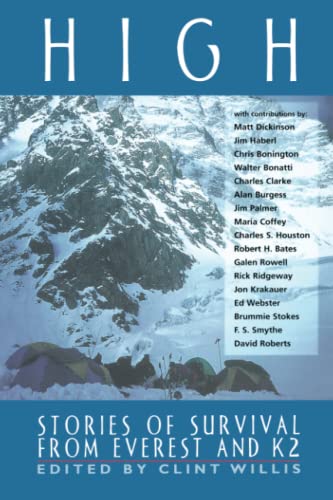 HIGH
with contributions by:
Matt Dickinson
Jim Haberl
Chris Bonington
Walter Bonatti
Charles Clarke
Alan Burgess
Jim Palmer
Maria Coffey
Charles S. Houston
Robert H. Bates
Galen Rowell
Rick Ridgeway
Jon Krakauer
Ed Webster
Brummie Stokes
F. S. Smythe
David Roberts
STORIES OF SURVIVAL
FROM EVEREST AND K2
EDITED BY CLINT WILLIS